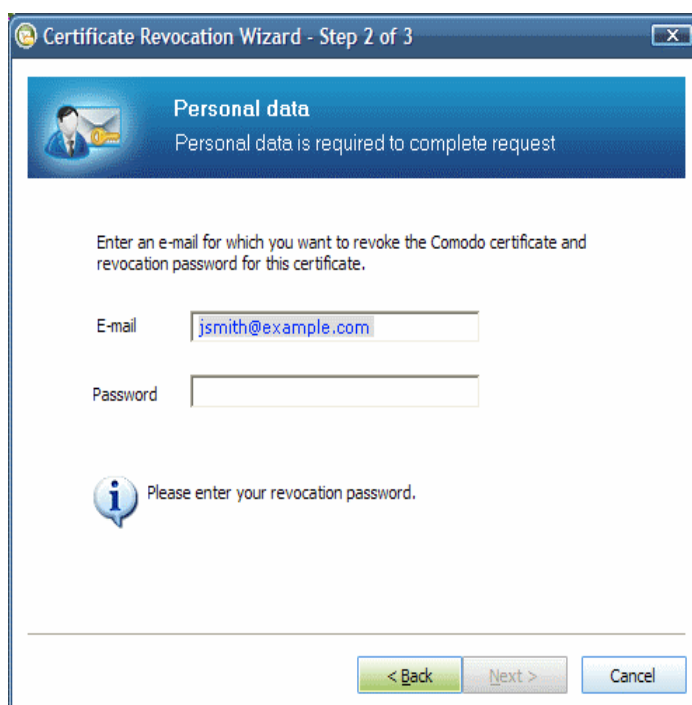 Certificate Revocation Wizard - Step 2 of 3
X
Personal data
Personal data is required to complete request
Enter an e-mail for which you want to revoke the Comodo certificate and
revocation password for this certificate.
E-mail
jsmith@example.com
Password
Please enter your revocation password.
< Back
Next >
Cancel